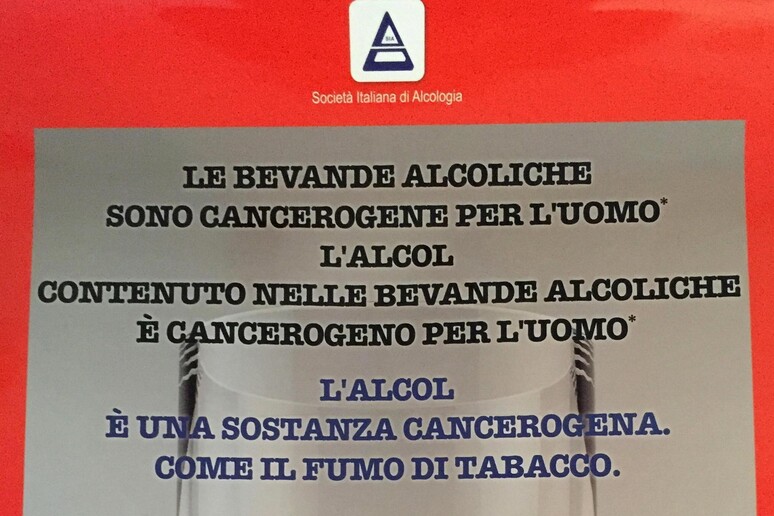 SIA
Società Italiana di Alcologia
LE BEVANDE ALCOLICHE
SONO CANCEROGENE PER L'UOMO*
L'ALCOL
CONTENUTO NELLE BEVANDE ALCOLICHE
È CANCEROGENO PER L'UOMO*
L'ALCOL
È UNA SOSTANZA CANCEROGENA.
COME IL FUMO DI TABACCO.